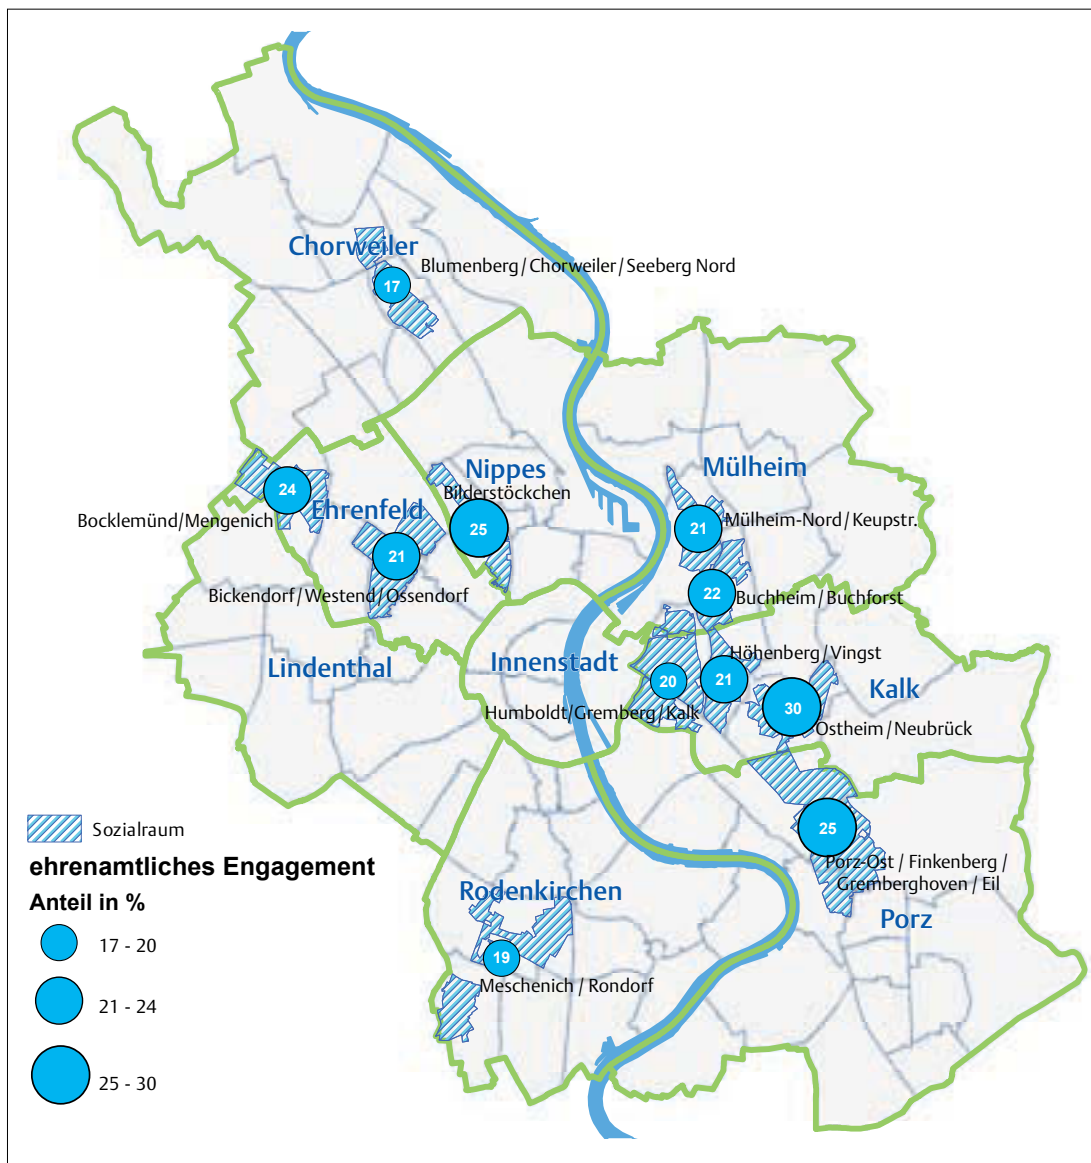 Chorweiler
Blumenberg / Chorweiler / Seeberg Nord
17
Nippes
Bilderstöckchen
25
Mülheim
21
Mülheim-Nord / Keupstr.
24
Ehrenfeld
Bocklemünd/Mengenich
21
Bickendorf / Westend / Ossendorf
22
Buchheim / Buchforst
Höhenberg / Vingst
Lindenthal
Innenstadt
20
21
Kalk
Humboldt/Gremberg / Kalk
30
Ostheim / Neubrück
25
Porz-Ost / Finkenberg /
Gremberghoven / Eil
Porz
Rodenkirchen
19
Meschenich / Rondorf
Sozialraum
ehrenamtliches Engagement
Anteil in %
17 - 20
21 - 24
25 - 30